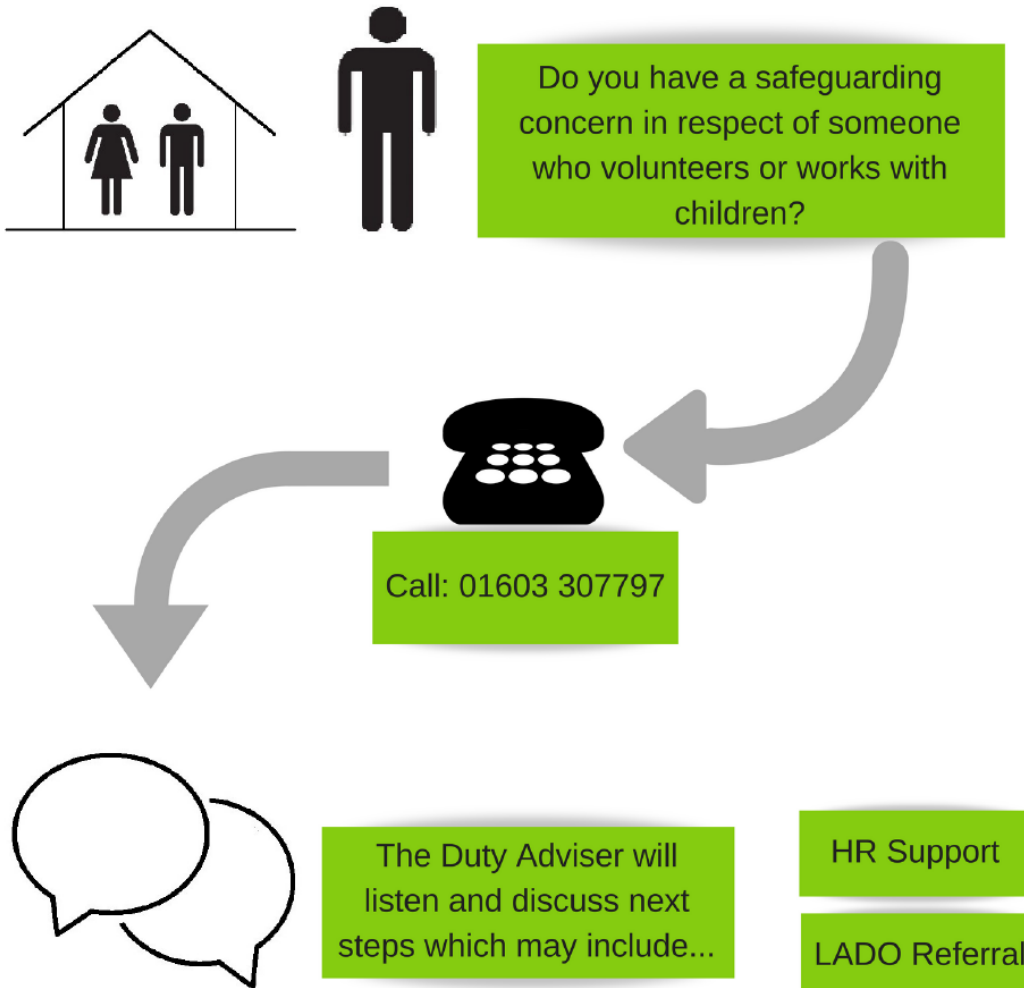 Do you have a safeguarding
concern in respect of someone
who volunteers or works with
children?
Call: 01603 307797
The Duty Adviser will
listen and discuss next
steps which may include...
HR Support
LADO Referral